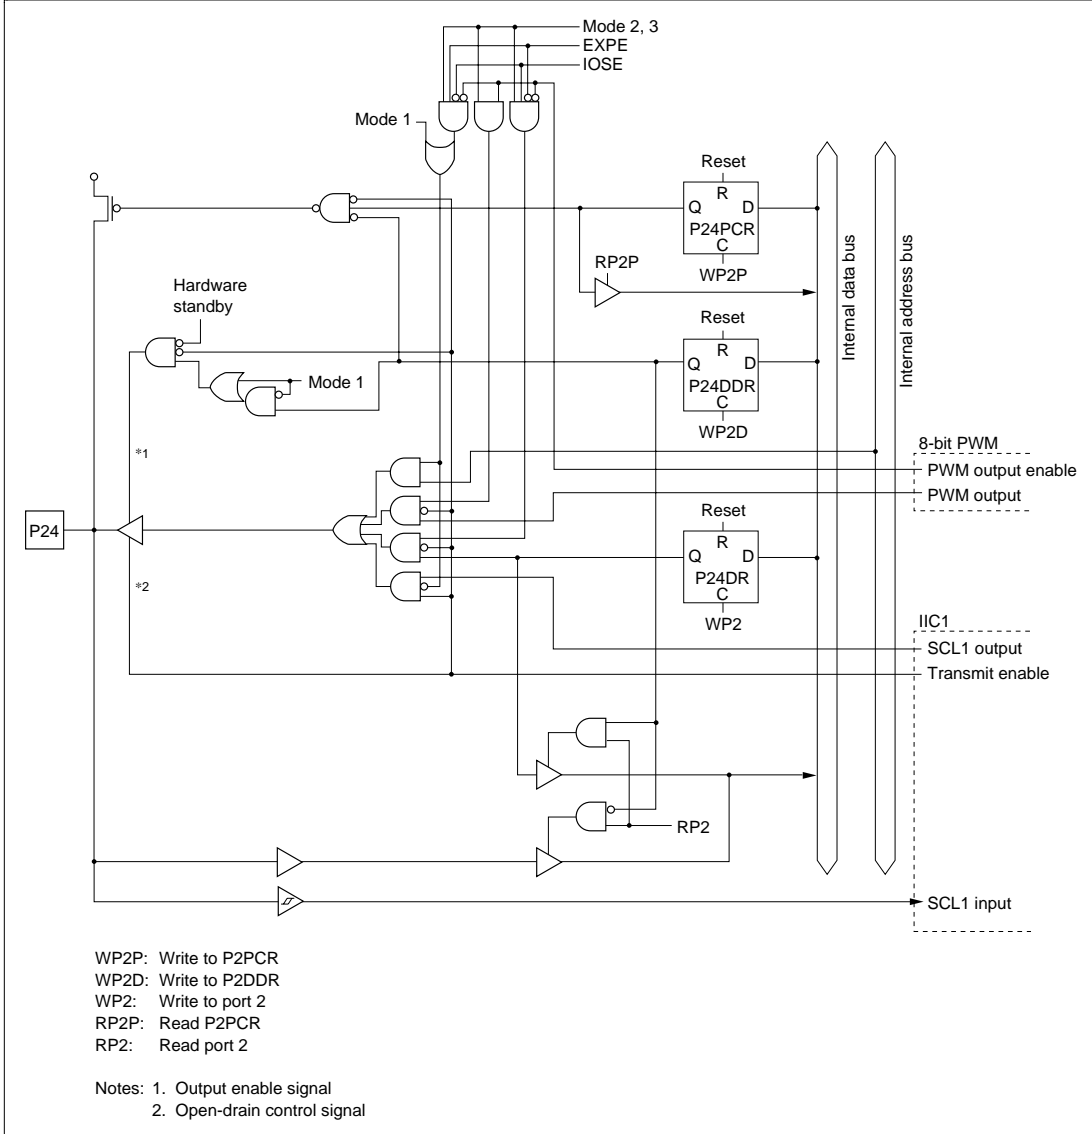 Mode 2, 3
EXPE
IOSE
Mode 1
Reset
R
Q D
P24PCR
C
WP2P
RP2P
Hardware
standby
Reset
R
Q D
P24DDR
C
WP2D
Mode 1
Internal data bus
Internal address bus
*1
8-bit PWM
PWM output enable
PWM output
P24
Reset
R
Q D
P24DR
C
WP2
*2
IIC1
SCL1 output
Transmit enable
RP2
SCL1 input
WP2P: Write to P2PCR
WP2D: Write to P2DDR
WP2: Write to port 2
RP2P: Read P2PCR
RP2: Read port 2
Notes: 1. Output enable signal
2. Open-drain control signal